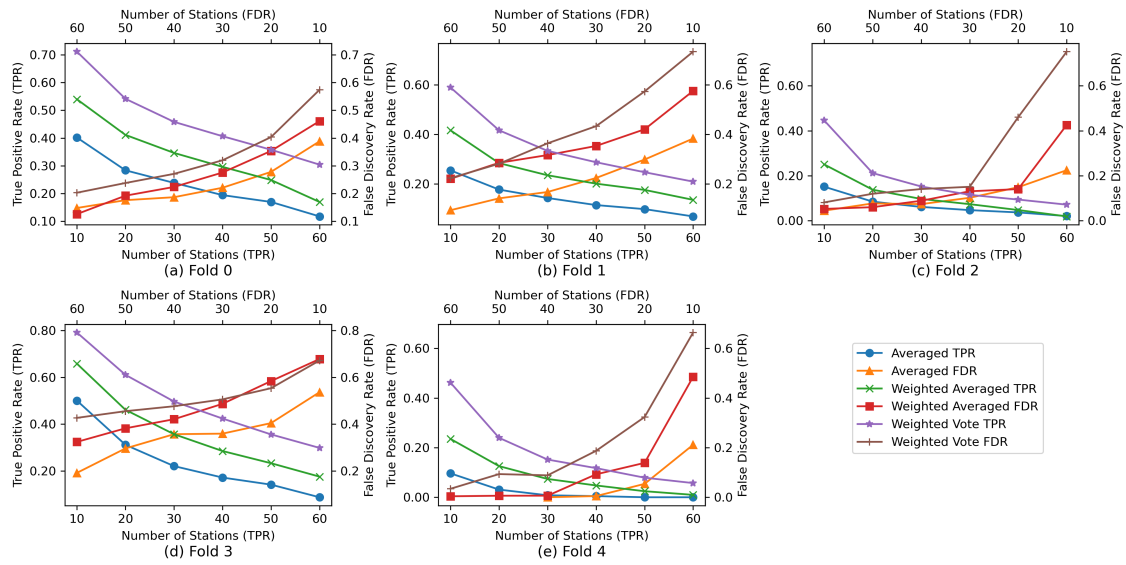 Number of Stations (FDR)
60 50 40 30 20 10
True Positive Rate (TPR)
0.70 0.60 0.50 0.40 0.30 0.20 0.10
0.7 0.6 0.5 0.4 0.3 0.2 0.1
False Discovery Rate (FDR)
10 20 30 40 50 60
Number of Stations (TPR)
(a) Fold 0
Number of Stations (FDR)
60 50 40 30 20 10
True Positive Rate (TPR)
0.60 0.40 0.20
0.6 0.4 0.2
False Discovery Rate (FDR)
10 20 30 40 50 60
Number of Stations (TPR)
(b) Fold 1
Number of Stations (FDR)
60 50 40 30 20 10
True Positive Rate (TPR)
0.60 0.40 0.20 0.00
0.6 0.4 0.2 0.0
False Discovery Rate (FDR)
10 20 30 40 50 60
Number of Stations (TPR)
(c) Fold 2
Number of Stations (FDR)
60 50 40 30 20 10
True Positive Rate (TPR)
0.80 0.60 0.40 0.20
0.8 0.6 0.4 0.2
False Discovery Rate (FDR)
10 20 30 40 50 60
Number of Stations (TPR)
(d) Fold 3
Number of Stations (FDR)
60 50 40 30 20 10
True Positive Rate (TPR)
0.60 0.40 0.20 0.00
0.6 0.4 0.2 0.0
False Discovery Rate (FDR)
10 20 30 40 50 60
Number of Stations (TPR)
(e) Fold 4
Averaged TPR
Averaged FDR
Weighted Averaged TPR
Weighted Averaged FDR
Weighted Vote TPR
Weighted Vote FDR